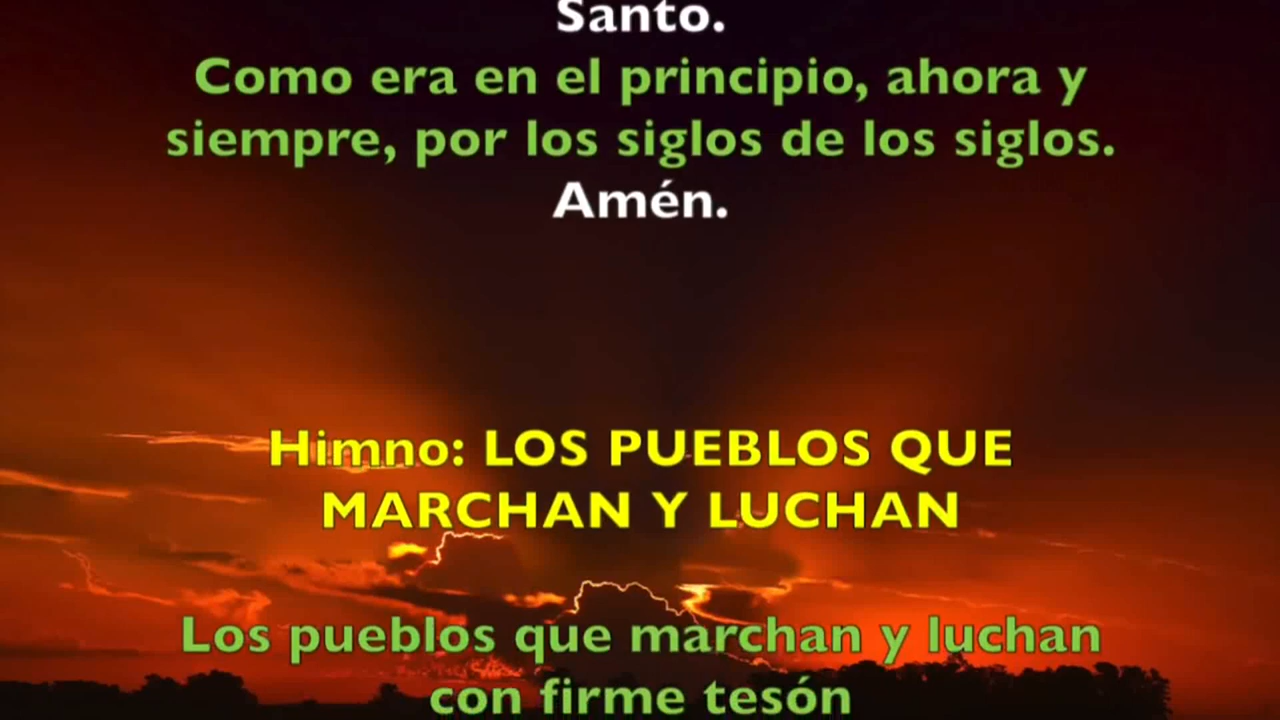 Santo.
Como era en el principio, ahora y
siempre, por los siglos de los siglos.
Amén.
Himno: LOS PUEBLOS QUE
MARCHAN Y LUCHAN
Los pueblos que marchan y luchan
con firme tesón